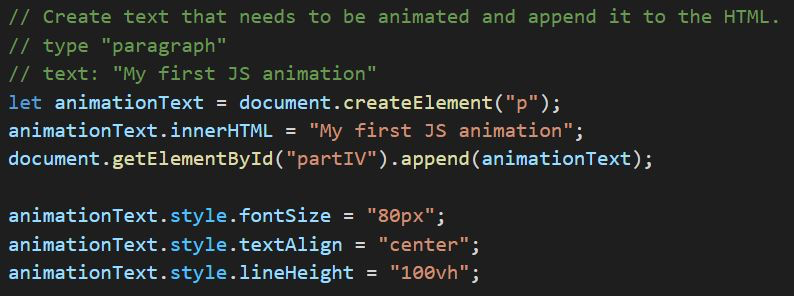 // Create text that needs to be animated and append it to the HTML.
// type "paragraph"
// text: "My first JS animation"
let animationText = document.createElement("p");
animationText.innerHTML = "My first JS animation";
document.getElementById("partIV").append(animationText);

animationText.style.fontSize = "80px";
animationText.style.textAlign = "center";
animationText.style.lineHeight = "100vh";